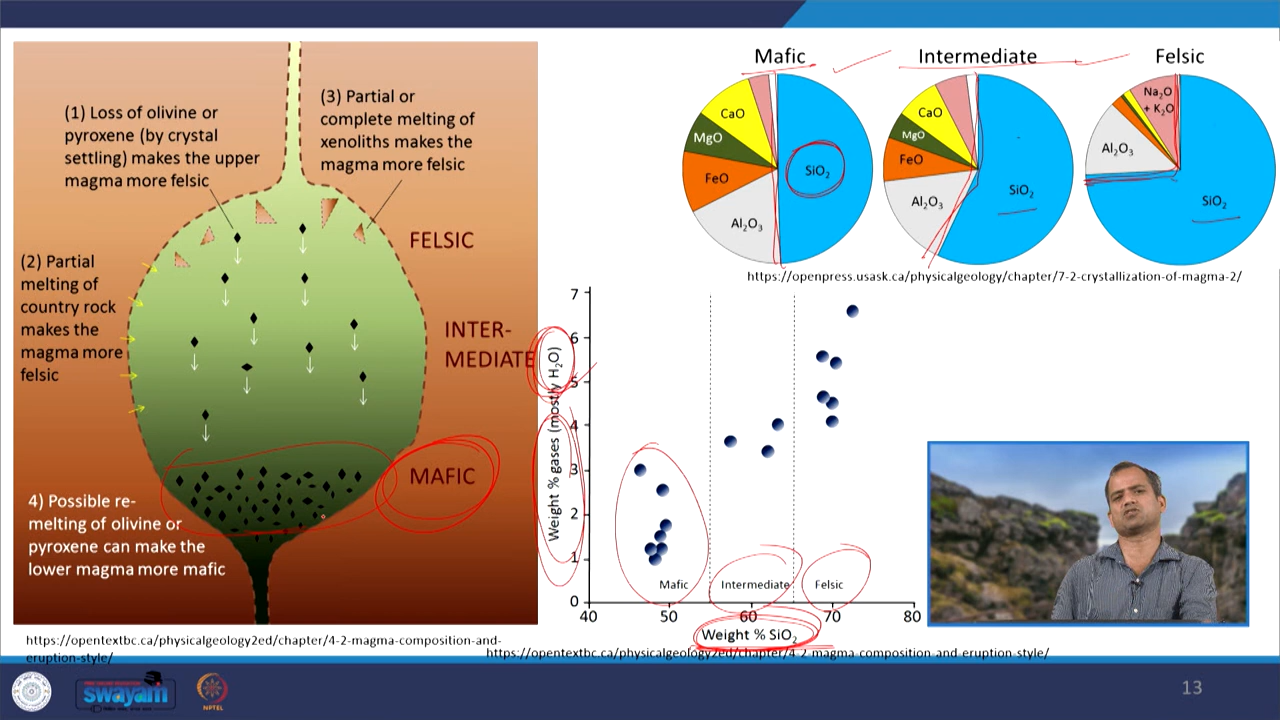 (1) Loss of olivine or
pyroxene (by crystal
settling) makes the upper
magma more felsic
(3) Partial or
complete melting of
xenoliths makes the
magma more felsic
(2) Partial
melting of
country rock
makes the
magma more
felsic
FELSIC
INTER-
MEDIATE
MAFIC
4) Possible re-
melting of olivine or
pyroxene can make the
lower magma more mafic
https://opentextbc.ca/physicalgeology2ed/chapter/4-2-magma-composition-and-
eruption-style/
Mafic
CaO
MgO
FeO
Al₂O₃
SiO₂
Intermediate
CaO
MgO
FeO
Al₂O₃
SiO₂
Felsic
Na₂O
+ K₂O
Al₂O₃
SiO₂
https://openpress.usask.ca/physicalgeology/chapter/7-2-crystallization-of-magma-2/
Weight % gases (mostly H₂O)
7
6
5
4
3
2
1
0
Mafic
Intermediate
Felsic
40
50
60
70
80
Weight % SiO₂
https://opentextbc.ca/physicalgeology2ed/chapter/4-2-magma-composition-and-eruption-style/
swayam
NPTEL
13